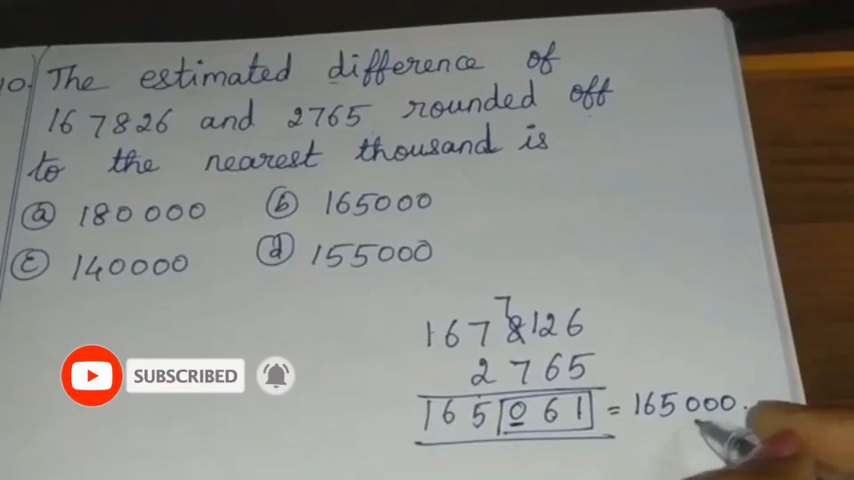 10. The estimated difference of
167826 and 2765 rounded off
to the nearest thousand is
ⓐ 180000 ⓑ 165000
ⓒ 140000 ⓓ 155000
7
1678126
2765
165061 = 165000.
SUBSCRIBED